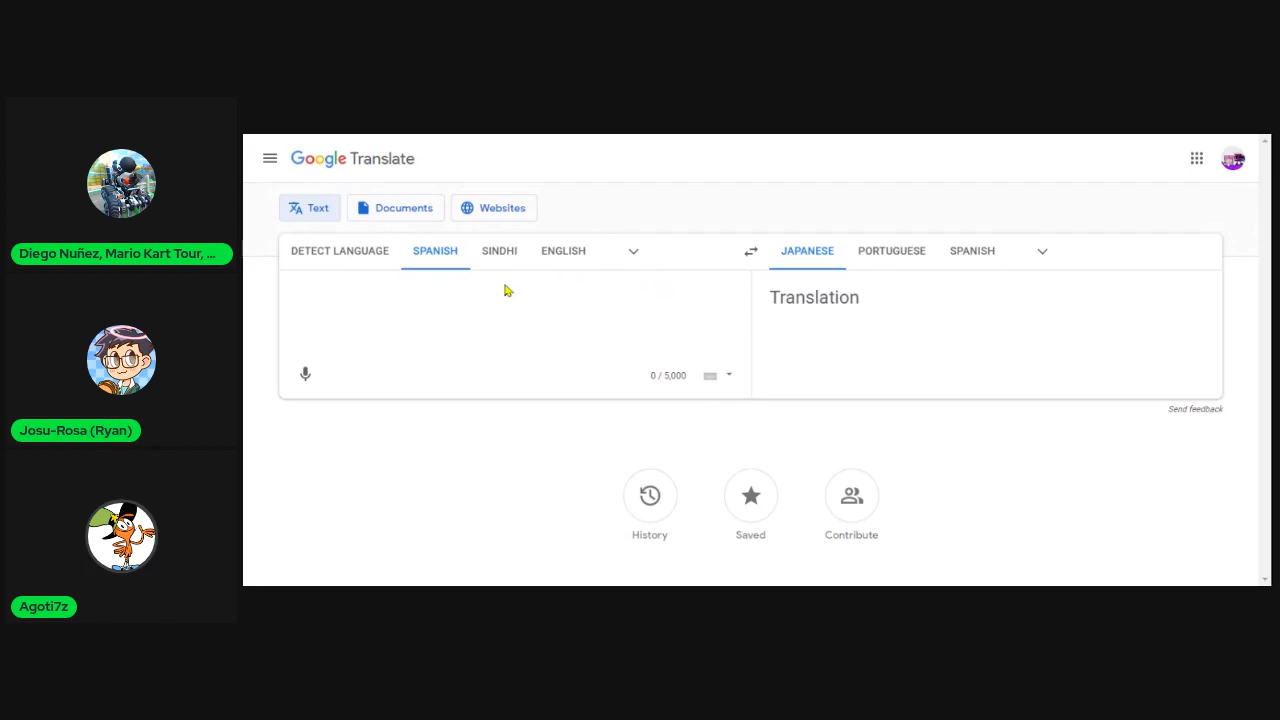 Diego Nuñez, Mario Kart Tour, ...
Josu-Rosa (Ryan)
Agoti7z
Google Translate
Text Documents Websites
DETECT LANGUAGE SPANISH SINDHI ENGLISH JAPANESE PORTUGUESE SPANISH
Translation
0 / 5,000
Send feedback
History Saved Contribute